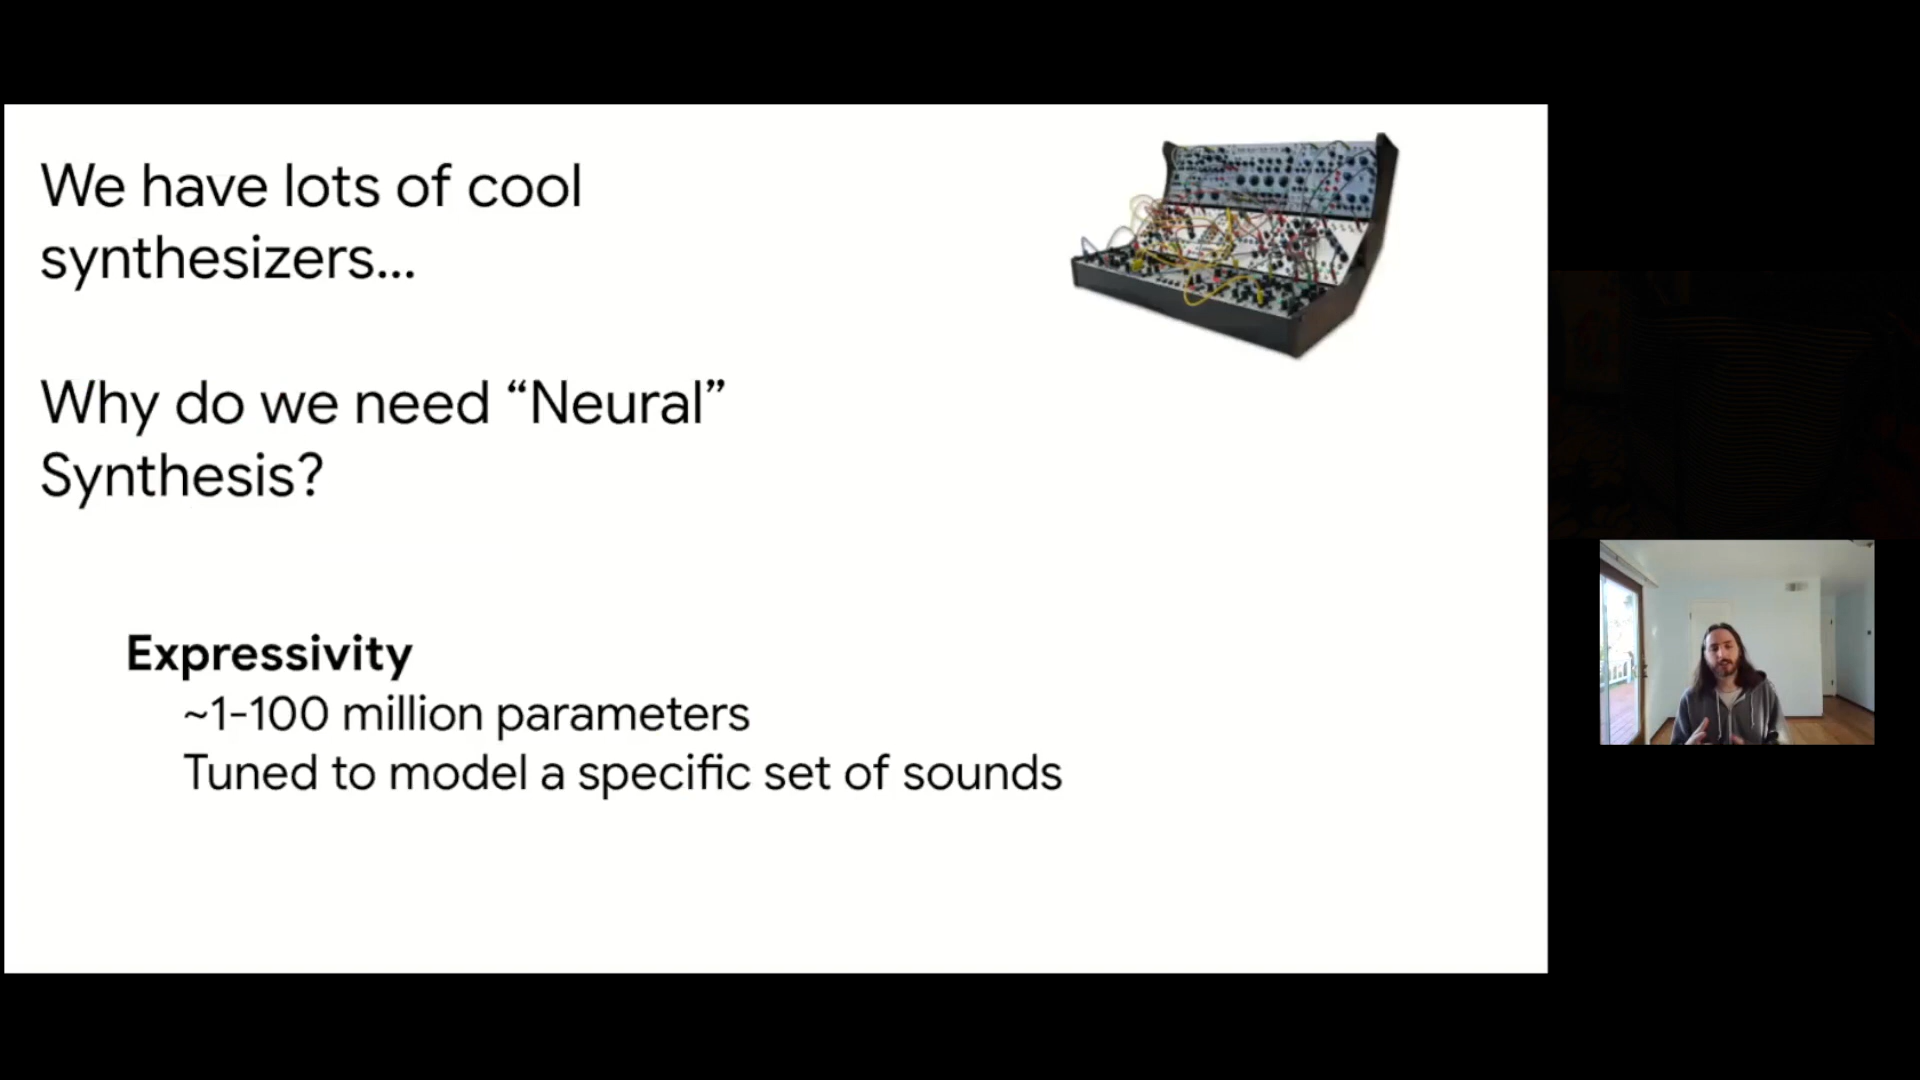 We have lots of cool
synthesizers...
Why do we need “Neural”
Synthesis?
Expressivity
~1-100 million parameters
Tuned to model a specific set of sounds